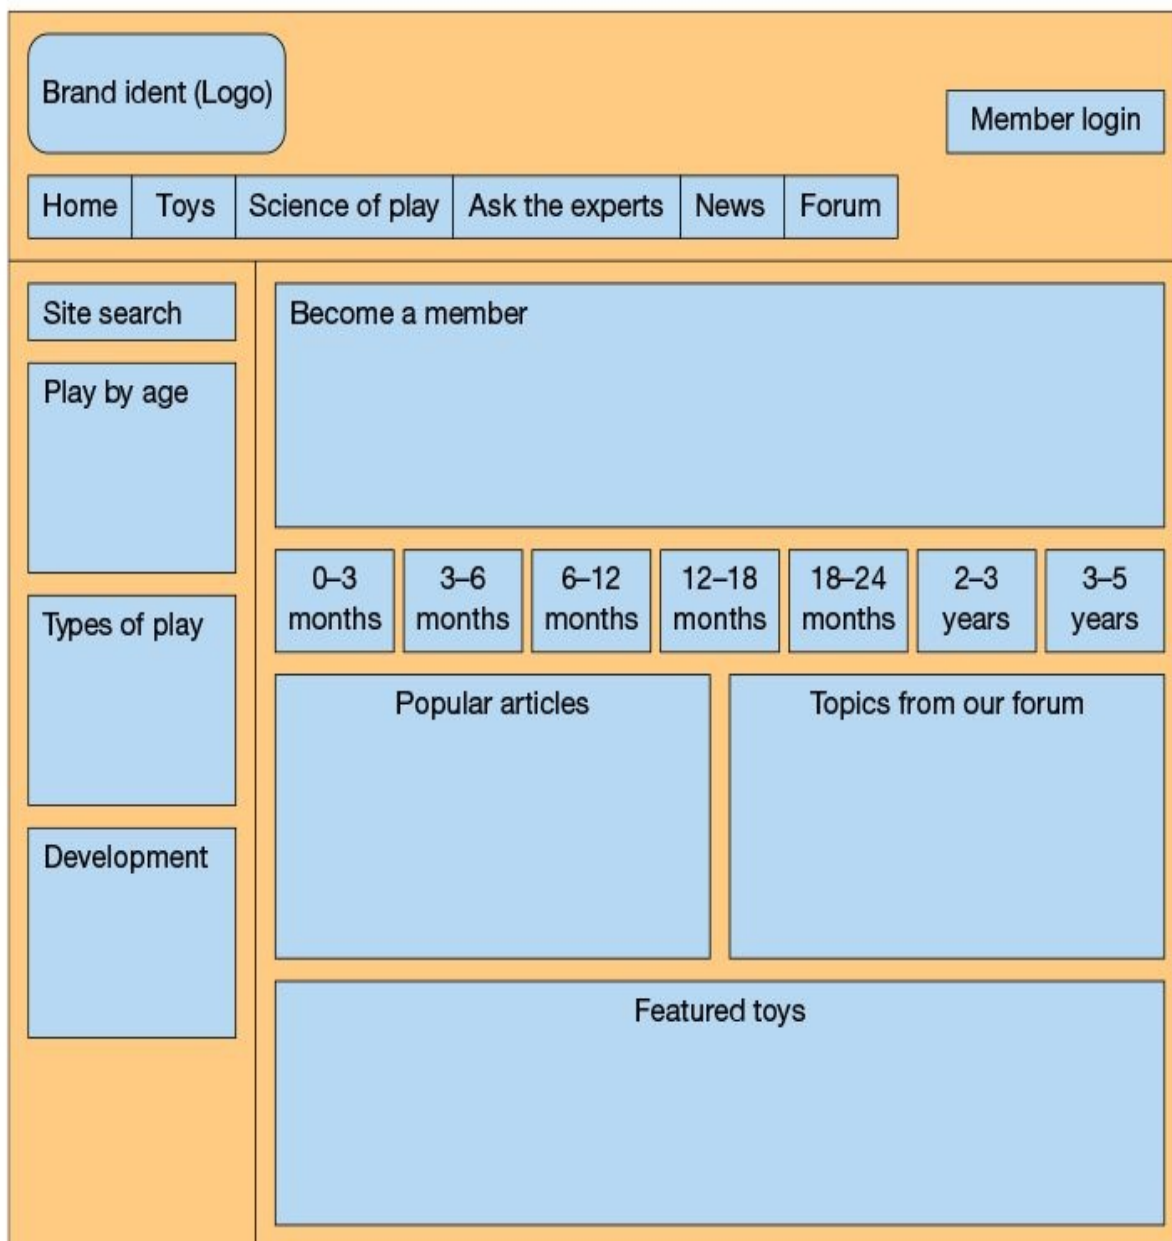 Brand ident (Logo)
Member login
Home
Toys
Science of play
Ask the experts
News
Forum
Site search
Play by age
Types of play
Development
Become a member
0–3
months
3–6
months
6–12
months
12–18
months
18–24
months
2–3
years
3–5
years
Popular articles
Topics from our forum
Featured toys